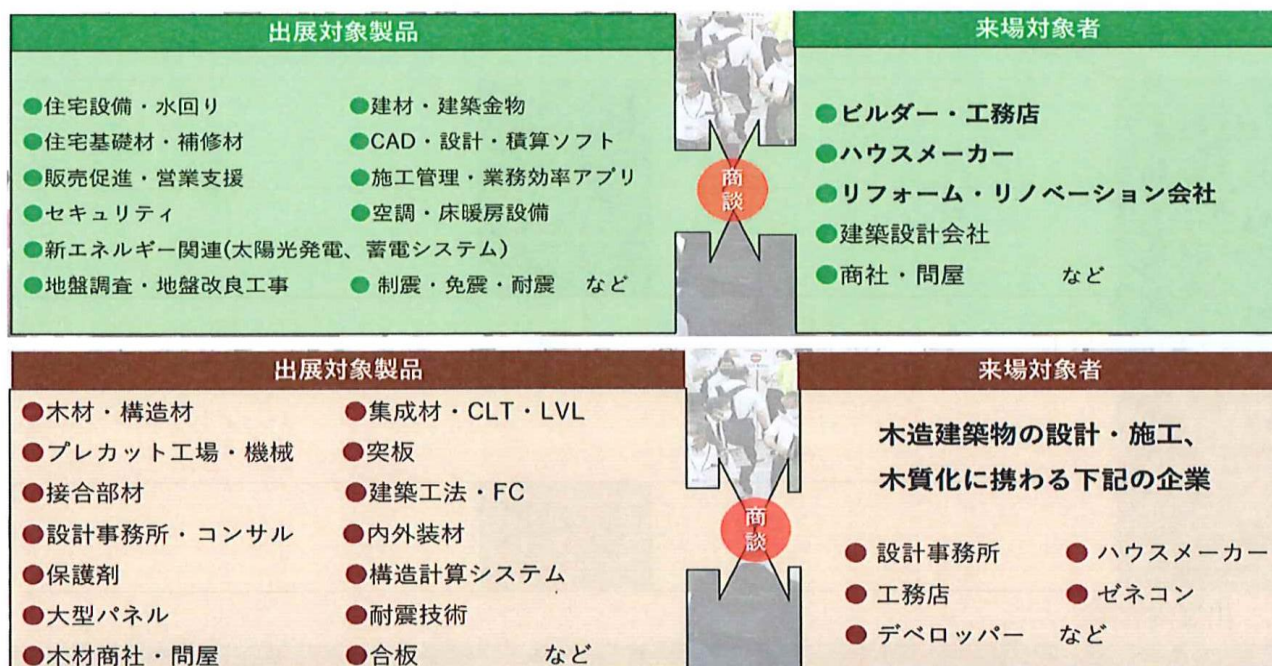 出展対象製品
●住宅設備・水回り
●住宅基礎材・補修材
●販売促進・営業支援
●セキュリティ
●新エネルギー関連(太陽光発電、蓄電システム)
●地盤調査・地盤改良工事
●建材・建築金物
●CAD・設計・積算ソフト
●施工管理・業務効率アプリ
●空調・床暖房設備
●制震・免震・耐震 など
商談
来場対象者
●ビルダー・工務店
●ハウスメーカー
●リフォーム・リノベーション会社
●建築設計会社
●商社・問屋 など
出展対象製品
●木材・構造材
●プレカット工場・機械
●接合部材
●設計事務所・コンサル
●保護剤
●大型パネル
●木材商社・問屋
●集成材・CLT・LVL
●突板
●建築工法・FC
●内外装材
●構造計算システム
●耐震技術
●合板 など
商談
来場対象者
木造建築物の設計・施工、
木質化に携わる下記の企業
●設計事務所
●工務店
●デベロッパー など
●ハウスメーカー
●ゼネコン